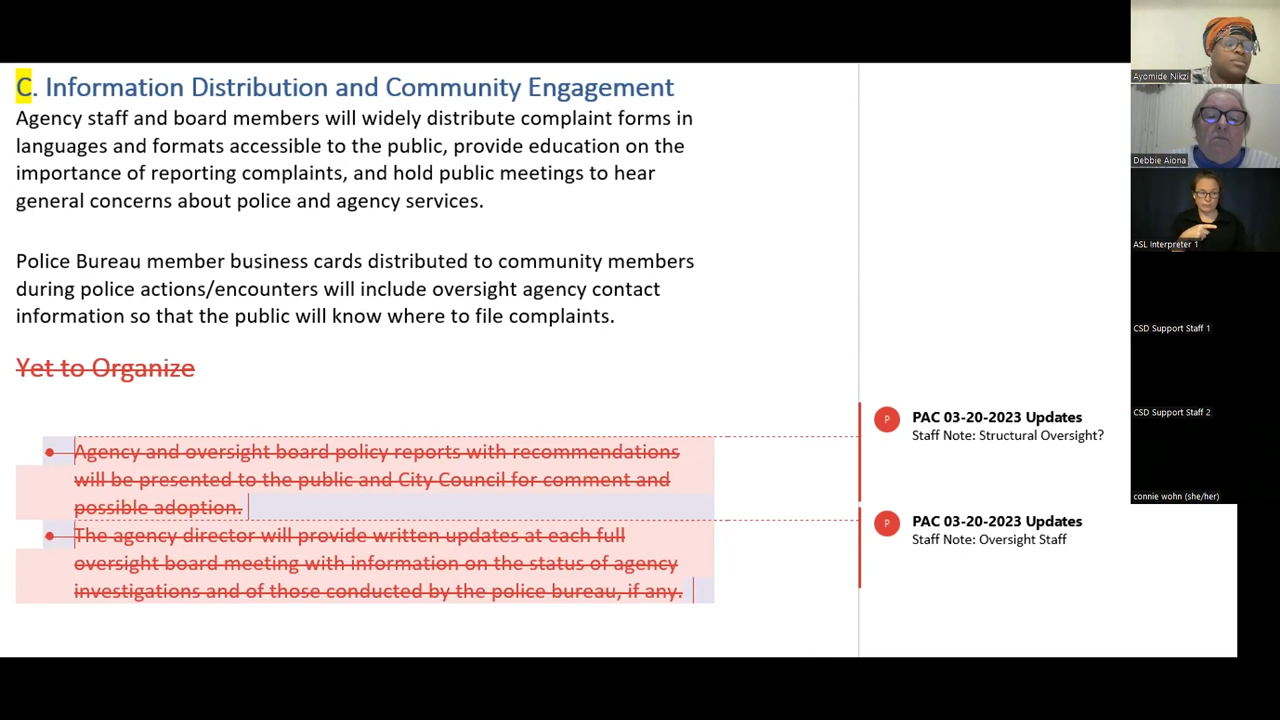 C. Information Distribution and Community Engagement
Agency staff and board members will widely distribute complaint forms in
languages and formats accessible to the public, provide education on the
importance of reporting complaints, and hold public meetings to hear
general concerns about police and agency services.
Police Bureau member business cards distributed to community members
during police actions/encounters will include oversight agency contact
information so that the public will know where to file complaints.
Yet to Organize
Agency and oversight board policy reports with recommendations
will be presented to the public and City Council for comment and
possible adoption.
The agency director will provide written updates at each full
oversight board meeting with information on the status of agency
investigations and of those conducted by the police bureau, if any.
P
PAC 03-20-2023 Updates
Staff Note: Structural Oversight?
P
PAC 03-20-2023 Updates
Staff Note: Oversight Staff
Ayomide Nikzi
Debbie Aiona
ASL Interpreter 1
CSD Support Staff 1
CSD Support Staff 2
connie wohn (she/her)